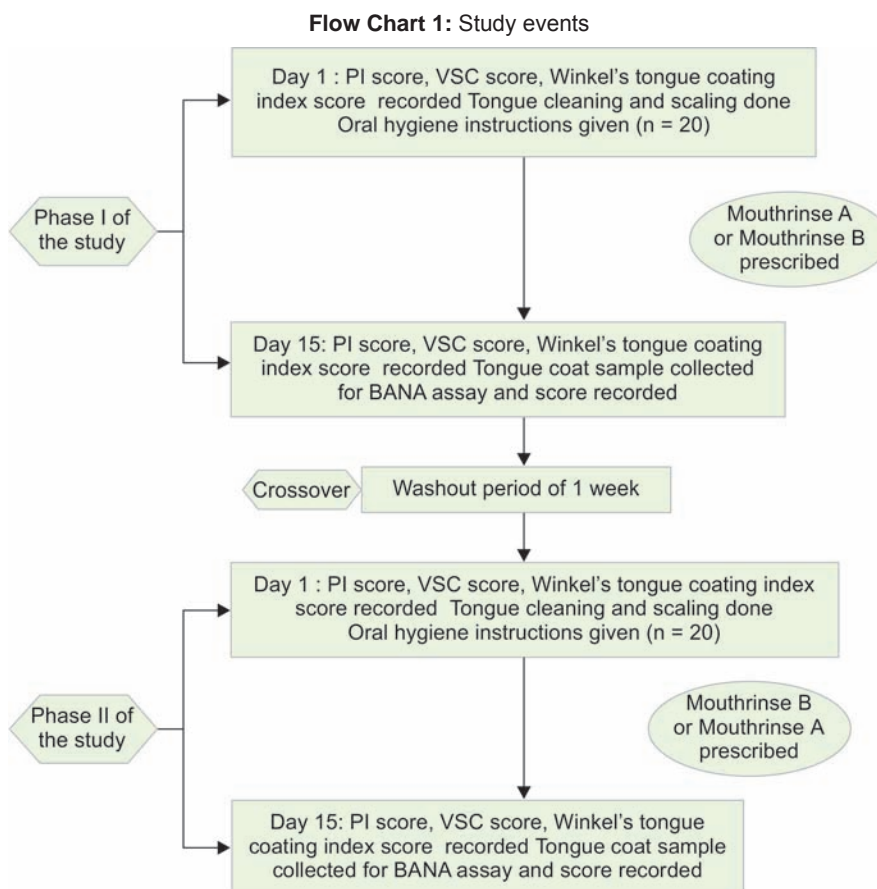 Flow Chart 1: Study events
Day 1 : PI score, VSC score, Winkel's tongue coating
index score recorded Tongue cleaning and scaling done
Oral hygiene instructions given (n = 20)
Phase I of
the study
Mouthrinse A
or Mouthrinse B
prescribed
Day 15: PI score, VSC score, Winkel's tongue coating
index score recorded Tongue coat sample collected
for BANA assay and score recorded
Crossover
Washout period of 1 week
Day 1 : PI score, VSC score, Winkel's tongue coating index
score recorded Tongue cleaning and scaling done
Oral hygiene instructions given (n = 20)
Phase II of
the study
Mouthrinse B
or Mouthrinse A
prescribed
Day 15: PI score, VSC score, Winkel's tongue
coating index score recorded Tongue coat sample
collected for BANA assay and score recorded